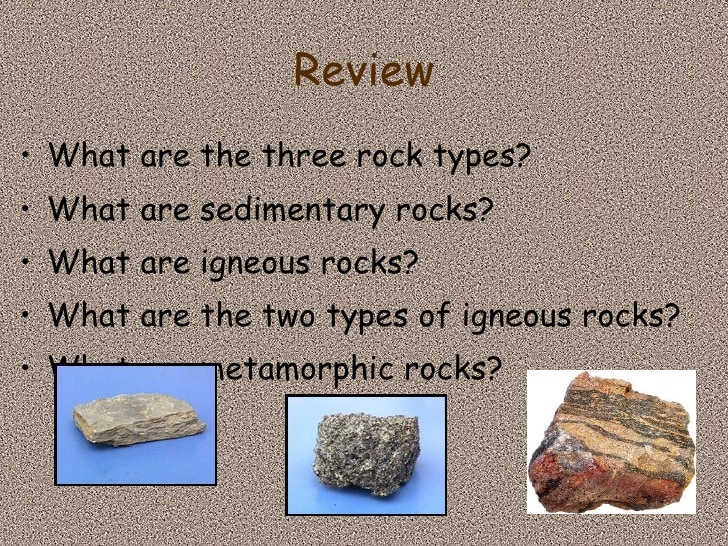 Review
• What are the three rock types?
• What are sedimentary rocks?
• What are igneous rocks?
• What are the two types of igneous rocks?
• What metamorphic rocks?